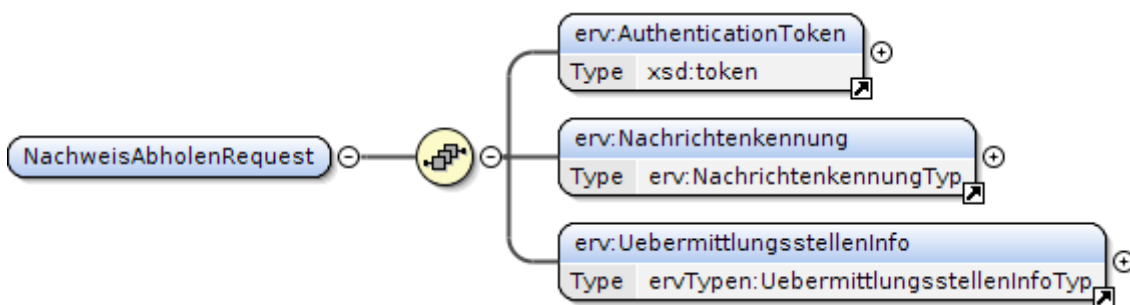 erv:AuthenticationToken
Type xsd:token
NachweisAbholenRequest
erv:Nachrichtenkennung
Type erv:NachrichtenkennungTyp
erv:UebermittlungsstellenInfo
Type ervTypen:UebermittlungsstellenInfoTyp